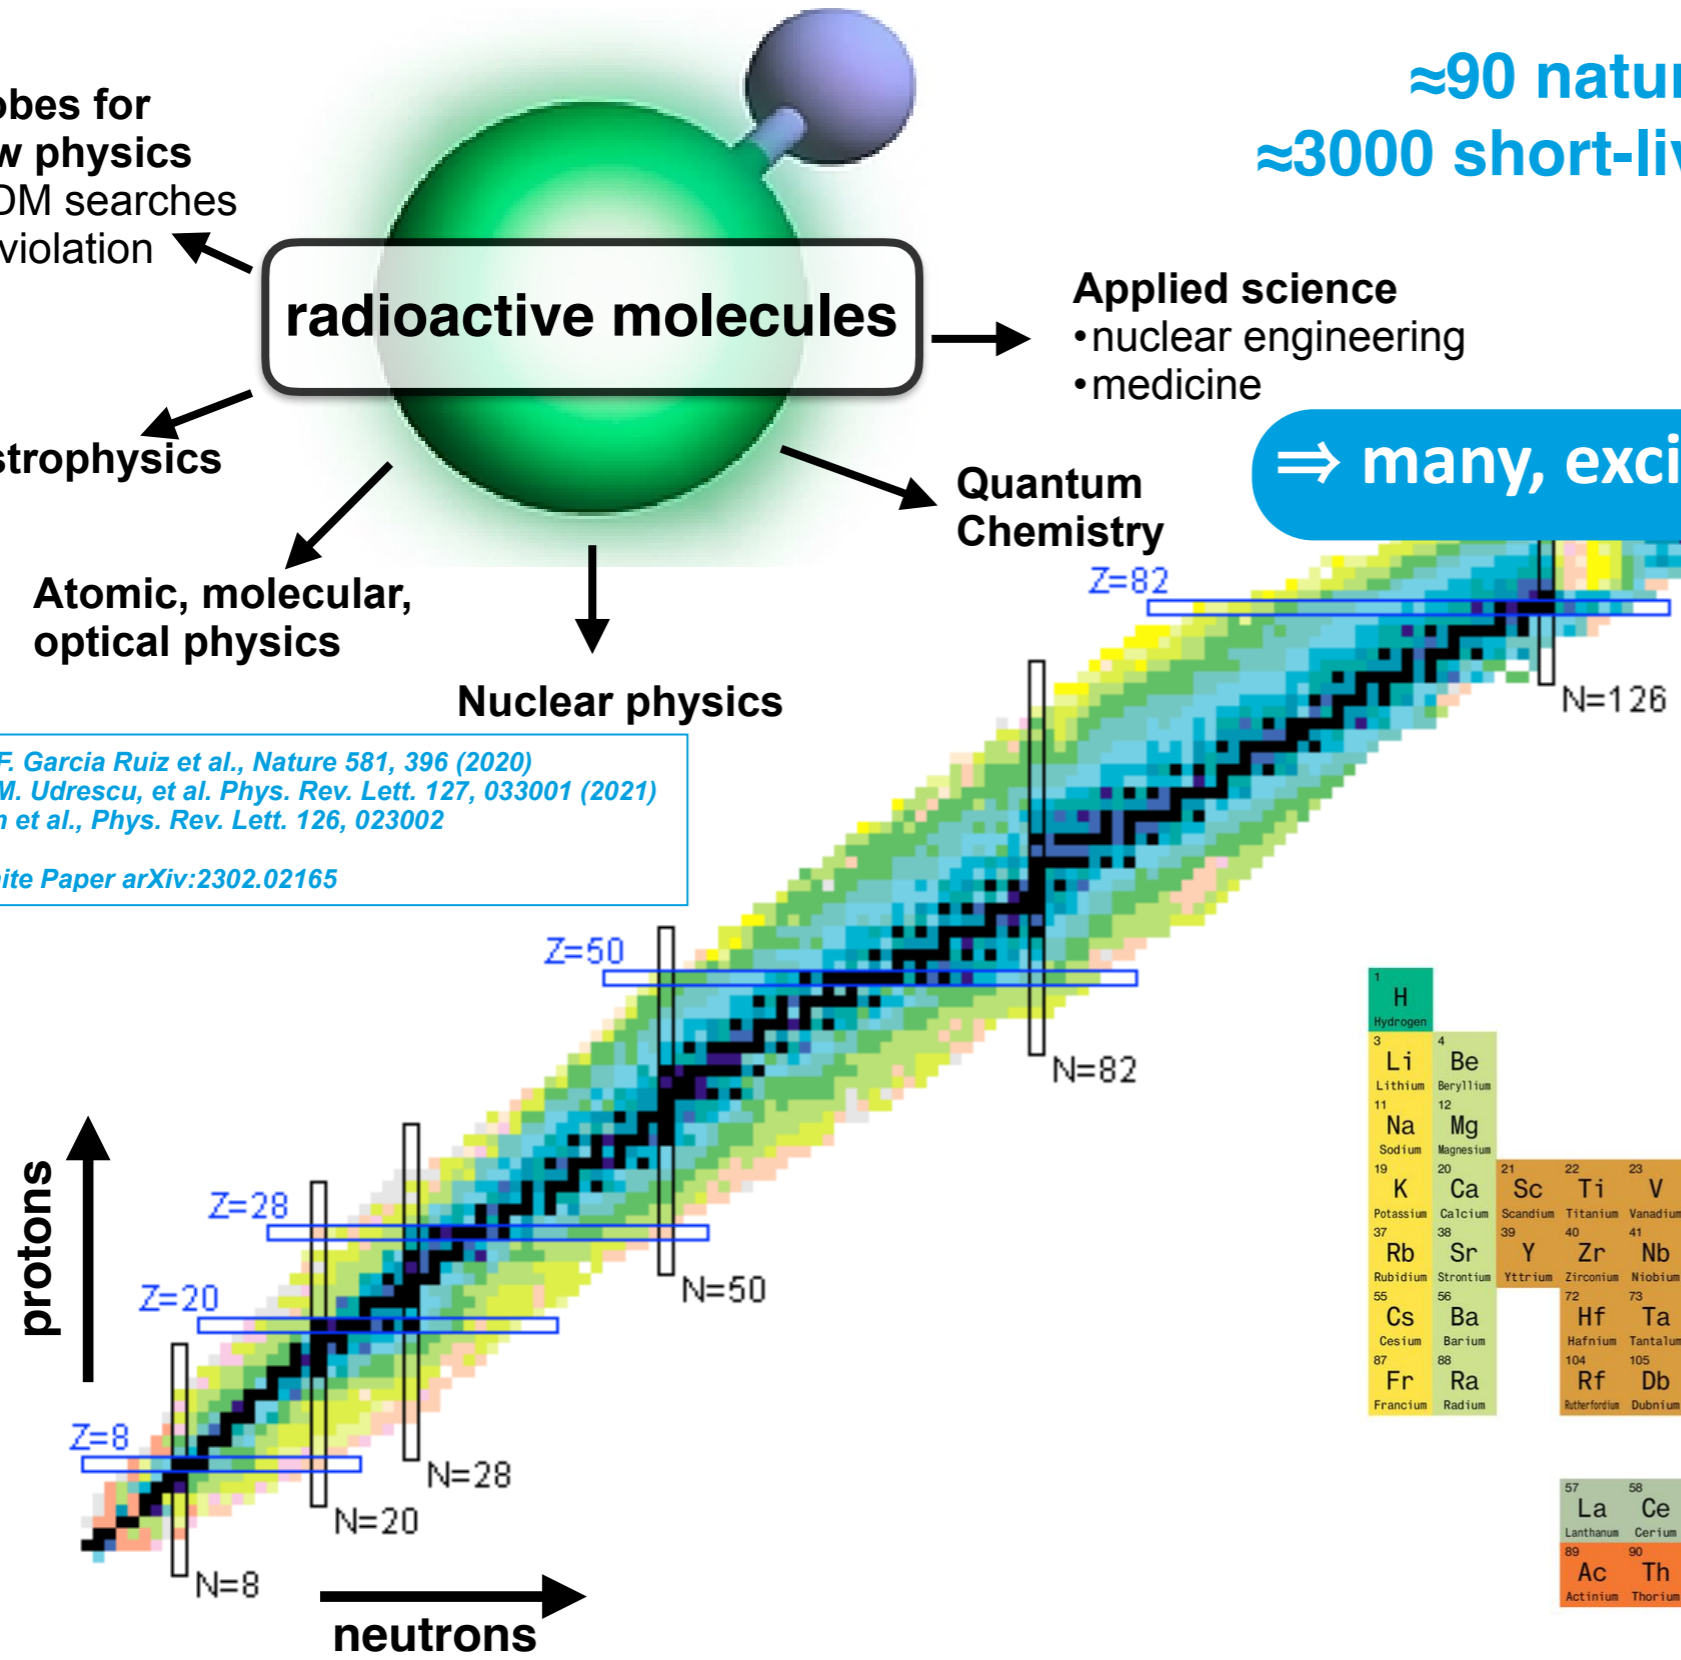 obes for
w physics
DM searches
violation
≈90 natur
≈3000 short-liv
radioactive molecules
Applied science
•nuclear engineering
•medicine
strophysics
⇒ many, exci
Quantum
Chemistry
Atomic, molecular,
optical physics
Nuclear physics
F. Garcia Ruiz et al., Nature 581, 396 (2020)
M. Udrescu, et al. Phys. Rev. Lett. 127, 033001 (2021)
n et al., Phys. Rev. Lett. 126, 023002
ite Paper arXiv:2302.02165
Z=82
N=126
Z=50
N=82
Z=28
N=50
Z=20
N=28
Z=8
N=20
N=8
protons
neutrons
1
H
Hydrogen
3 4
Li Be
Lithium Beryllium
11 12
Na Mg
Sodium Magnesium
19 20 21 22 23
K Ca Sc Ti V
Potassium Calcium Scandium Titanium Vanadium
37 38 39 40 41
Rb Sr Y Zr Nb
Rubidium Strontium Yttrium Zirconium Niobium
55 56 72 73
Cs Ba Hf Ta
Cesium Barium Hafnium Tantalum
87 88 104 105
Fr Ra Rf Db
Francium Radium Rutherfordium Dubnium
57 58
La Ce
Lanthanum Cerium
89 90
Ac Th
Actinium Thorium